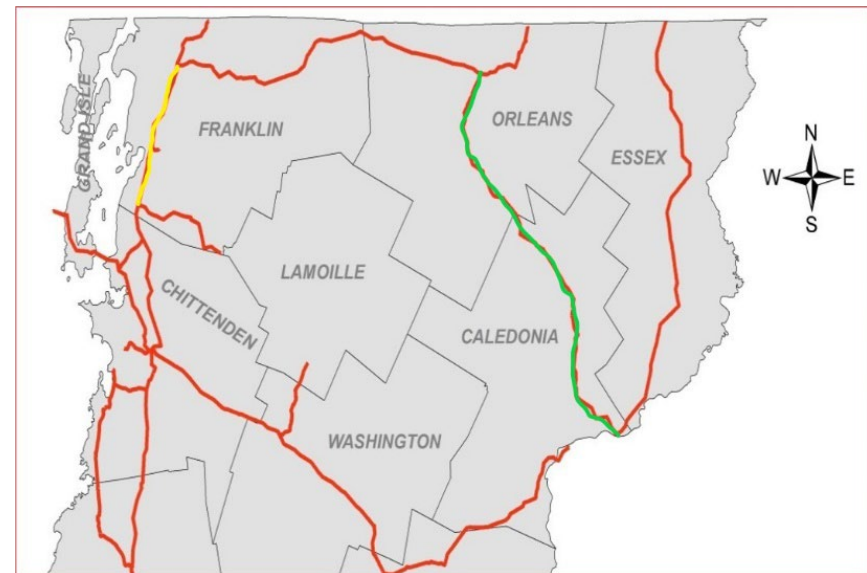 GRAND ISLE
FRANKLIN
ORLEANS
ESSEX
N
W E
S
LAMOILLE
CHITTENDEN
CALEDONIA
WASHINGTON